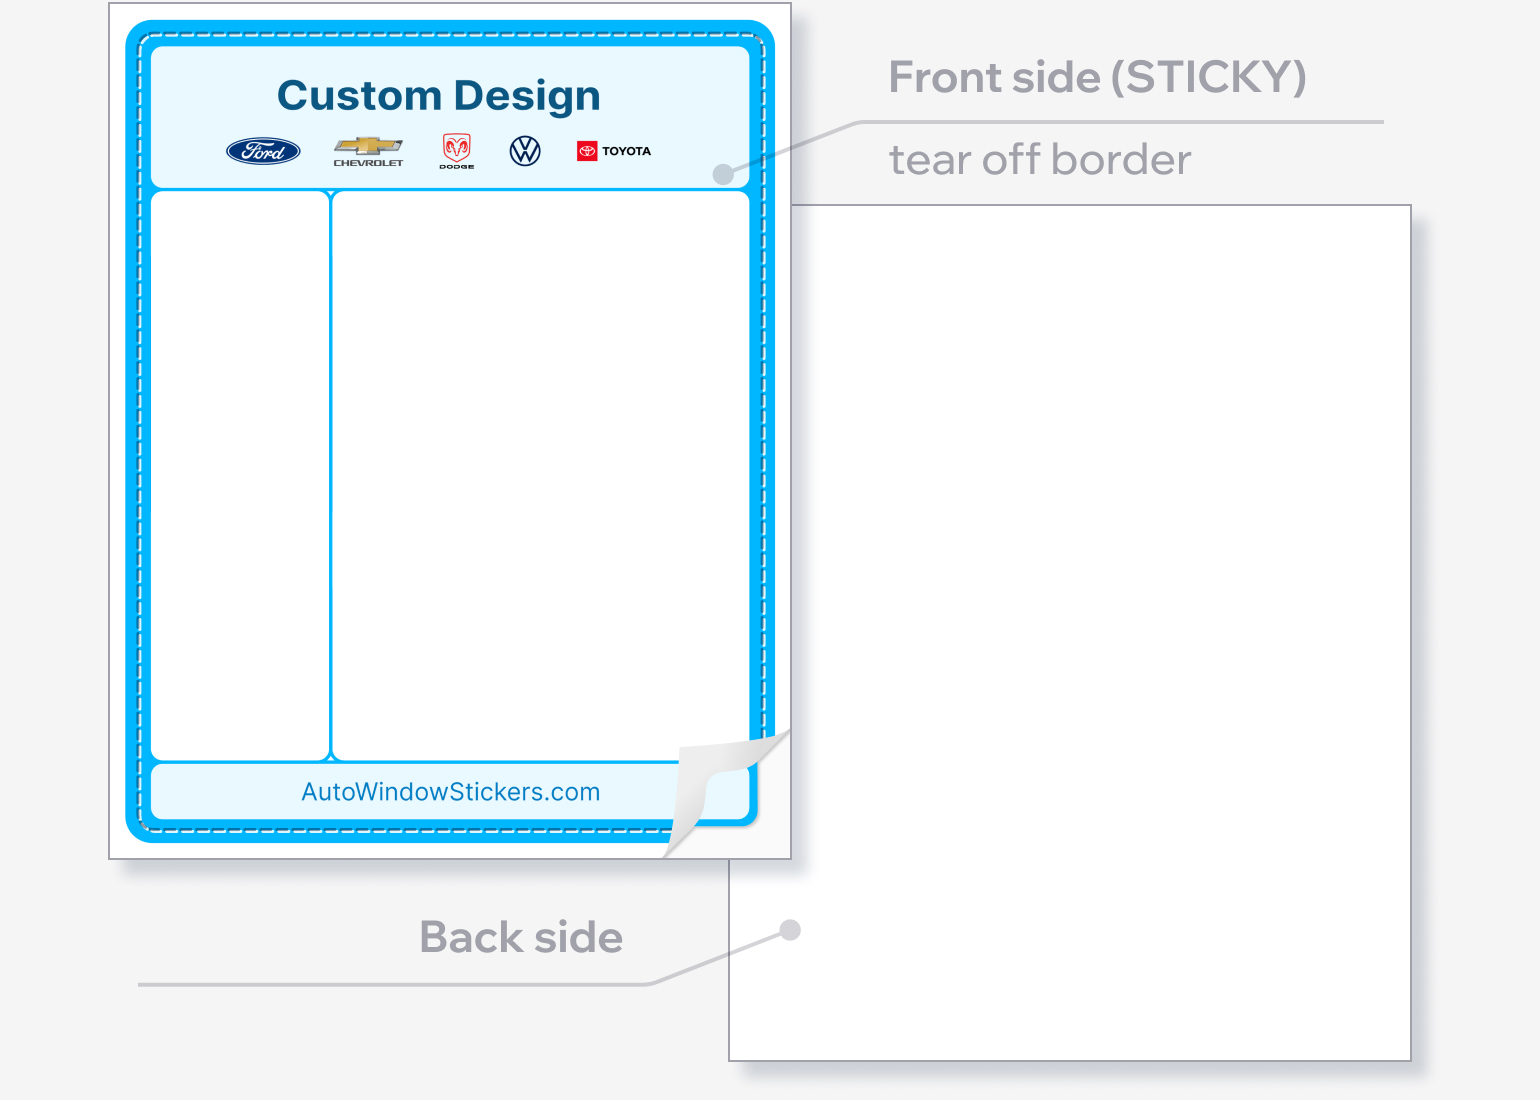 Front side (STICKY)
tear off border
Custom Design
Ford CHEVROLET DODGE TOYOTA
AutoWindowStickers.com
Back side